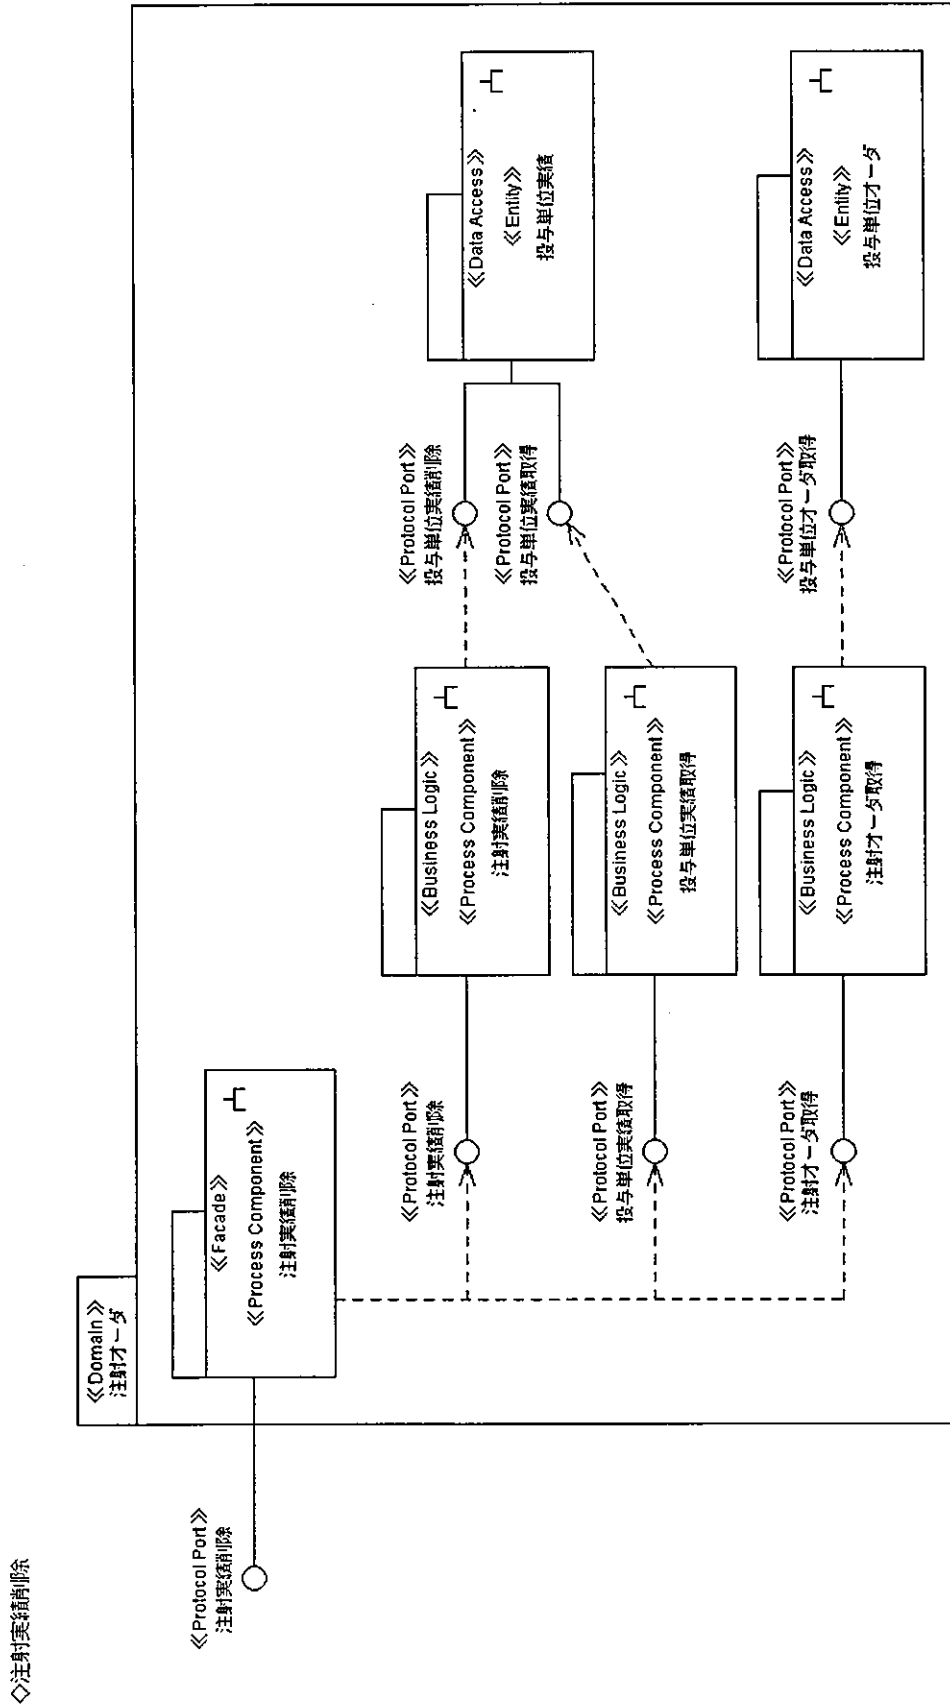 ◇注射実績削除
≪Domain≫
注射オーダ
≪Protocol Port≫
注射実績削除
≪Facade≫
≪Process Component≫
注射実績削除
≪Protocol Port≫
注射実績削除
≪Business Logic≫
≪Process Component≫
注射実績削除
≪Protocol Port≫
投与単位実績削除
≪Protocol Port≫
投与単位実績取得
≪Data Access≫
≪Entity≫
投与単位実績
≪Protocol Port≫
投与単位実績取得
≪Business Logic≫
≪Process Component≫
投与単位実績取得
≪Protocol Port≫
注射オーダ取得
≪Business Logic≫
≪Process Component≫
注射オーダ取得
≪Protocol Port≫
投与単位オーダ取得
≪Data Access≫
≪Entity≫
投与単位オーダ